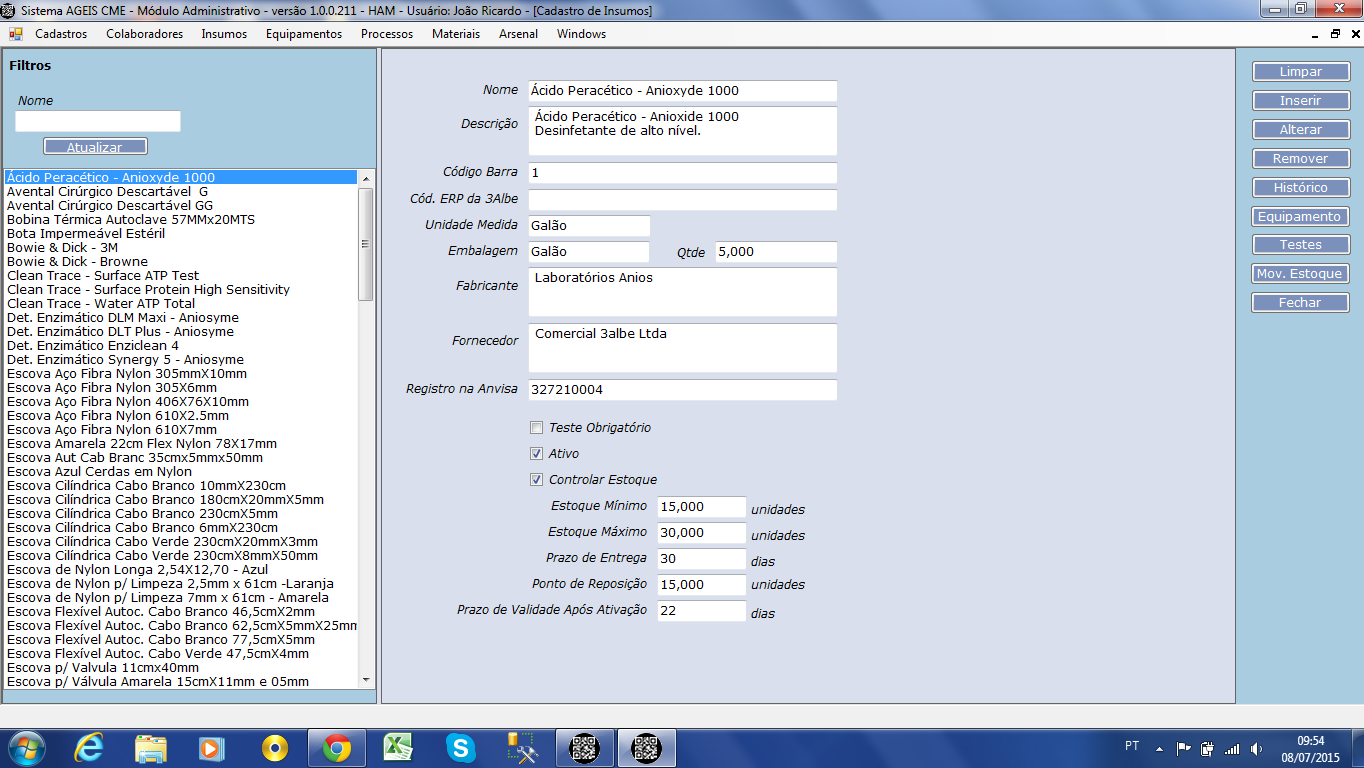 Sistema AGEIS CME - Módulo Administrativo - versão 1.0.0.211 - HAM - Usuário: João Ricardo - [Cadastro de Insumos]
Cadastros Colaboradores Insumos Equipamentos Processos Materiais Arsenal Windows
Filtros
Nome
Atualizar
Ácido Peracético - Anioxyde 1000
Avental Cirúrgico Descartável  G
Avental Cirúrgico Descartável GG
Bobina Térmica Autoclave 57MMx20MTS
Bota Impermeável Estéril
Bowie & Dick - 3M
Bowie & Dick - Browne
Clean Trace - Surface ATP Test
Clean Trace - Surface Protein High Sensitivity
Clean Trace - Water ATP Total
Det. Enzimático DLM Maxi - Aniosyme
Det. Enzimático DLT Plus - Aniosyme
Det. Enzimático Enziclean 4
Det. Enzimático Synergy 5 - Aniosyme
Escova Aço Fibra Nylon 305mmX10mm
Escova Aço Fibra Nylon 305X6mm
Escova Aço Fibra Nylon 406X76X10mm
Escova Aço Fibra Nylon 610X2.5mm
Escova Aço Fibra Nylon 610X7mm
Escova Amarela 22cm Flex Nylon 78X17mm
Escova Aut Cab Branc 35cmx5mmx50mm
Escova Azul Cerdas em Nylon
Escova Cilíndrica Cabo Branco 10mmX230cm
Escova Cilíndrica Cabo Branco 180cmX20mmX5mm
Escova Cilíndrica Cabo Branco 230cmX5mm
Escova Cilíndrica Cabo Branco 6mmX230cm
Escova Cilíndrica Cabo Verde 230cmX20mmX3mm
Escova Cilíndrica Cabo Verde 230cmX8mmX50mm
Escova de Nylon Longa 2,54X12,70 - Azul
Escova de Nylon p/ Limpeza 2,5mm x 61cm -Laranja
Escova de Nylon p/ Limpeza 7mm x 61cm - Amarela
Escova Flexível Autoc. Cabo Branco 46,5cmX2mm
Escova Flexível Autoc. Cabo Branco 62,5cmX5mmX25mm
Escova Flexível Autoc. Cabo Branco 77,5cmX5mm
Escova Flexível Autoc. Cabo Verde 47,5cmX4mm
Escova p/ Valvula 11cmx40mm
Escova p/ Válvula Amarela 15cmX11mm e 05mm
Nome Ácido Peracético - Anioxyde 1000
Descrição Ácido Peracético - Anioxide 1000
Desinfetante de alto nível.
Código Barra 1
Cód. ERP da 3Albe
Unidade Medida Galão
Embalagem Galão Qtde 5,000
Fabricante Laboratórios Anios
Fornecedor Comercial 3albe Ltda
Registro na Anvisa 327210004
Teste Obrigatório
Ativo
Controlar Estoque
Estoque Mínimo 15,000 unidades
Estoque Máximo 30,000 unidades
Prazo de Entrega 30 dias
Ponto de Reposição 15,000 unidades
Prazo de Validade Após Ativação 22 dias
Limpar
Inserir
Alterar
Remover
Histórico
Equipamento
Testes
Mov. Estoque
Fechar
PT 09:54
08/07/2015